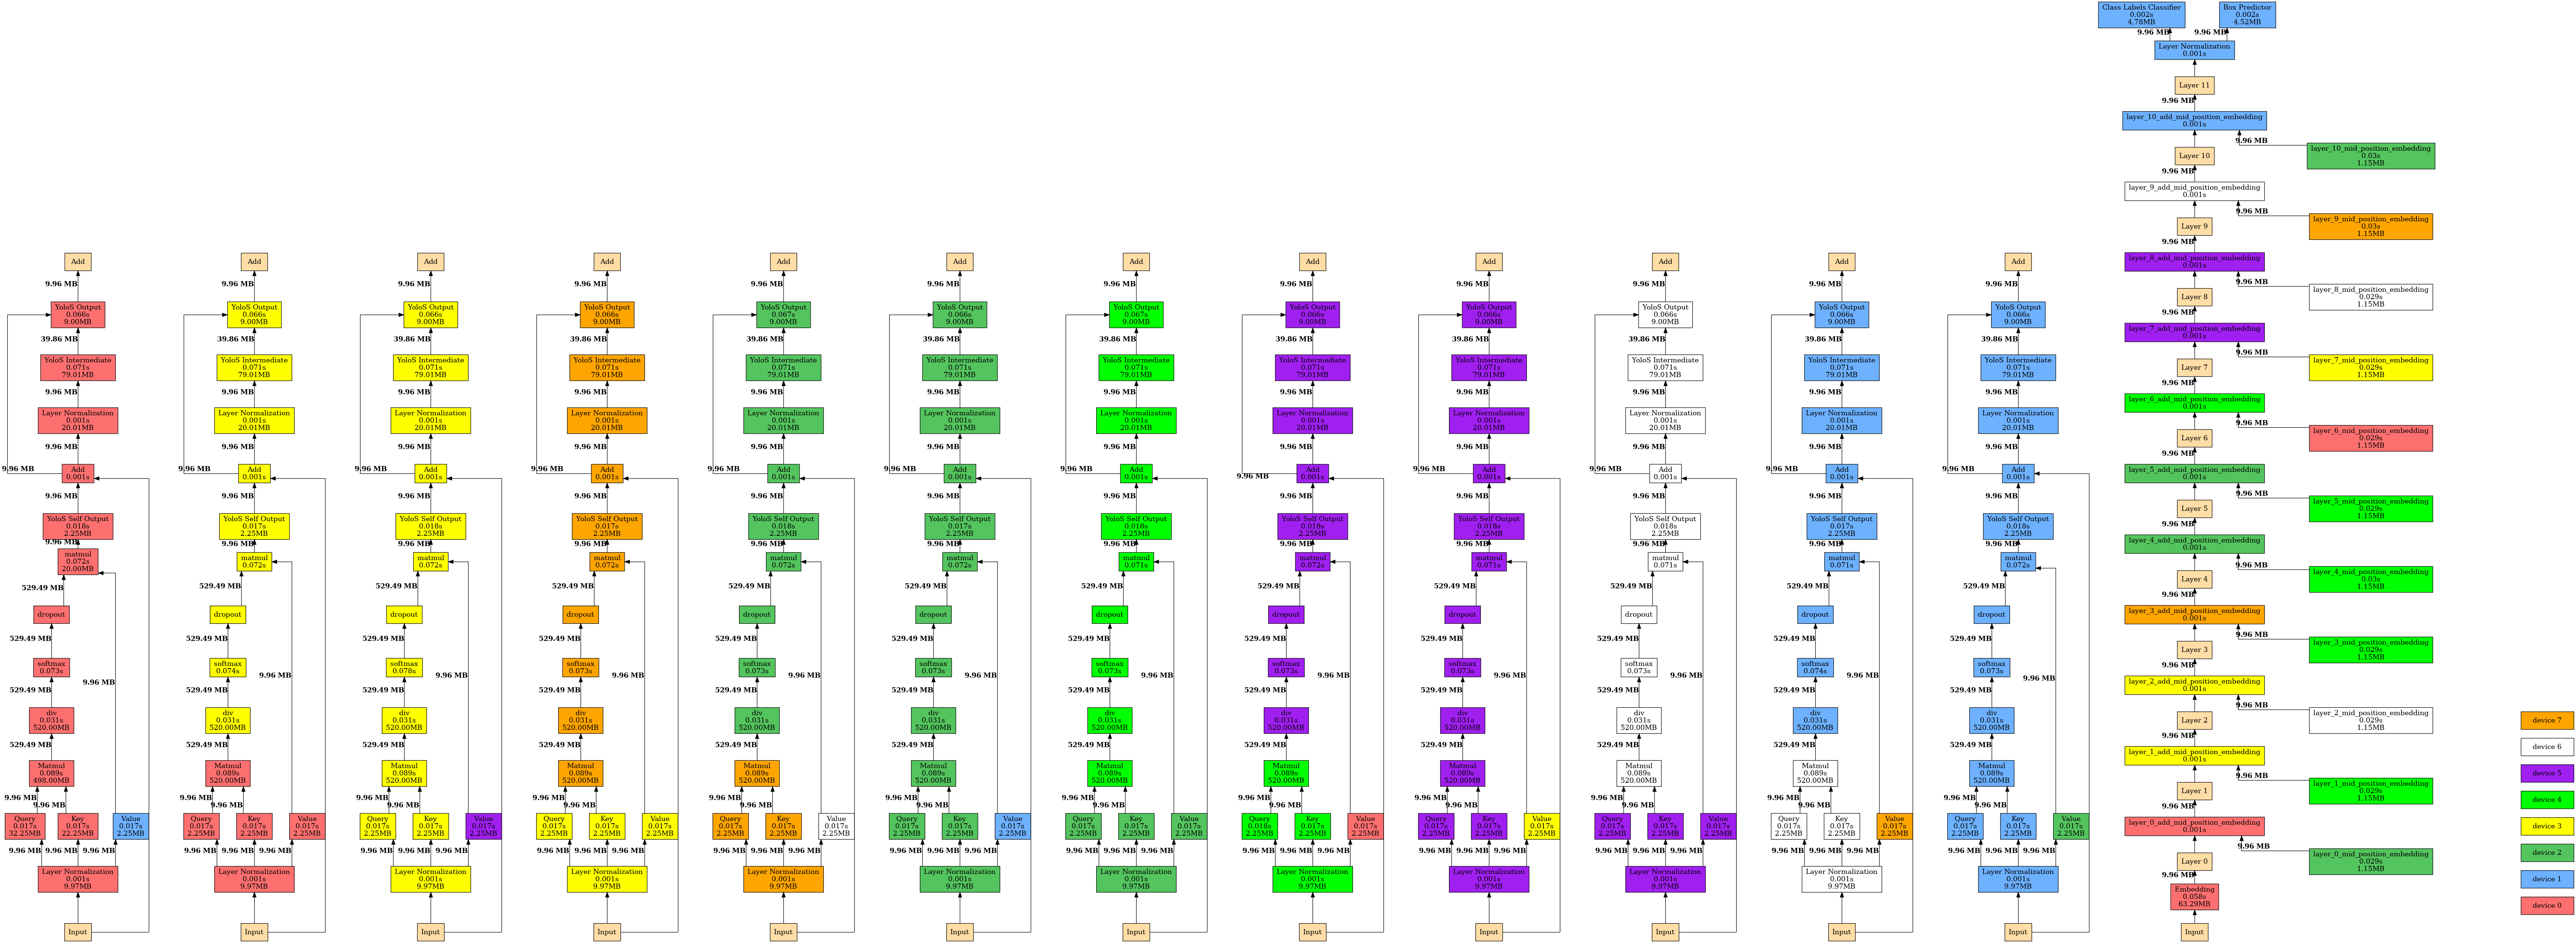 Add
9.96 MB
YoloS Output
0.066s
9.00MB
39.86 MB
YoloS Intermediate
0.071s
79.01MB
9.96 MB
Layer Normalization
0.001s
20.01MB
9.96 MB
9.96 MB Add
0.001s
9.96 MB
YoloS Self Output
0.018s
2.25MB
9.96 MB
matmul
0.072s
20.00MB
529.49 MB
dropout
529.49 MB
softmax
0.073s
9.96 MB
529.49 MB
div
0.031s
520.00MB
529.49 MB
Matmul
0.089s
498.00MB
9.96 MB 9.96 MB
Query Key Value
0.017s 0.017s 0.017s
32.25MB 22.25MB 2.25MB
9.96 MB 9.96 MB 9.96 MB
Layer Normalization
0.001s
9.97MB
Input
Add
9.96 MB
YoloS Output
0.066s
9.00MB
39.86 MB
YoloS Intermediate
0.071s
79.01MB
9.96 MB
Layer Normalization
0.001s
20.01MB
9.96 MB
9.96 MB Add
0.001s
9.96 MB
YoloS Self Output
0.017s
2.25MB
9.96 MB
matmul
0.072s
529.49 MB
dropout
529.49 MB
softmax
0.074s
9.96 MB
529.49 MB
div
0.031s
520.00MB
529.49 MB
Matmul
0.089s
520.00MB
9.96 MB 9.96 MB
Query Key Value
0.017s 0.017s 0.017s
2.25MB 2.25MB 2.25MB
9.96 MB 9.96 MB 9.96 MB
Layer Normalization
0.001s
9.97MB
Input
Add
9.96 MB
YoloS Output
0.066s
9.00MB
39.86 MB
YoloS Intermediate
0.071s
79.01MB
9.96 MB
Layer Normalization
0.001s
20.01MB
9.96 MB
9.96 MB Add
0.001s
9.96 MB
YoloS Self Output
0.018s
2.25MB
9.96 MB
matmul
0.072s
529.49 MB
dropout
529.49 MB
softmax
0.078s
9.96 MB
529.49 MB
div
0.031s
520.00MB
529.49 MB
Matmul
0.089s
520.00MB
9.96 MB 9.96 MB
Query Key Value
0.017s 0.017s 0.017s
2.25MB 2.25MB 2.25MB
9.96 MB 9.96 MB 9.96 MB
Layer Normalization
0.001s
9.97MB
Input
Add
9.96 MB
YoloS Output
0.066s
9.00MB
39.86 MB
YoloS Intermediate
0.071s
79.01MB
9.96 MB
Layer Normalization
0.001s
20.01MB
9.96 MB
9.96 MB Add
0.001s
9.96 MB
YoloS Self Output
0.017s
2.25MB
9.96 MB
matmul
0.072s
529.49 MB
dropout
529.49 MB
softmax
0.073s
9.96 MB
529.49 MB
div
0.031s
520.00MB
529.49 MB
Matmul
0.089s
520.00MB
9.96 MB 9.96 MB
Query Key Value
0.017s 0.017s 0.017s
2.25MB 2.25MB 2.25MB
9.96 MB 9.96 MB 9.96 MB
Layer Normalization
0.001s
9.97MB
Input
Add
9.96 MB
YoloS Output
0.067s
9.00MB
39.86 MB
YoloS Intermediate
0.071s
79.01MB
9.96 MB
Layer Normalization
0.001s
20.01MB
9.96 MB
9.96 MB Add
0.001s
9.96 MB
YoloS Self Output
0.018s
2.25MB
9.96 MB
matmul
0.072s
529.49 MB
dropout
529.49 MB
softmax
0.073s
9.96 MB
529.49 MB
div
0.031s
520.00MB
529.49 MB
Matmul
0.089s
520.00MB
9.96 MB 9.96 MB
Query Key Value
0.017s 0.017s 0.017s
2.25MB 2.25MB 2.25MB
9.96 MB 9.96 MB 9.96 MB
Layer Normalization
0.001s
9.97MB
Input
Add
9.96 MB
YoloS Output
0.066s
9.00MB
39.86 MB
YoloS Intermediate
0.071s
79.01MB
9.96 MB
Layer Normalization
0.001s
20.01MB
9.96 MB
9.96 MB Add
0.001s
9.96 MB
YoloS Self Output
0.017s
2.25MB
9.96 MB
matmul
0.072s
529.49 MB
dropout
529.49 MB
softmax
0.073s
9.96 MB
529.49 MB
div
0.031s
520.00MB
529.49 MB
Matmul
0.089s
520.00MB
9.96 MB 9.96 MB
Query Key Value
0.017s 0.017s 0.017s
2.25MB 2.25MB 2.25MB
9.96 MB 9.96 MB 9.96 MB
Layer Normalization
0.001s
9.97MB
Input
Add
9.96 MB
YoloS Output
0.067s
9.00MB
39.86 MB
YoloS Intermediate
0.071s
79.01MB
9.96 MB
Layer Normalization
0.001s
20.01MB
9.96 MB
9.96 MB Add
0.001s
9.96 MB
YoloS Self Output
0.018s
2.25MB
9.96 MB
matmul
0.071s
529.49 MB
dropout
529.49 MB
softmax
0.073s
9.96 MB
529.49 MB
div
0.031s
520.00MB
529.49 MB
Matmul
0.089s
520.00MB
9.96 MB 9.96 MB
Query Key Value
0.017s 0.017s 0.017s
2.25MB 2.25MB 2.25MB
9.96 MB 9.96 MB 9.96 MB
Layer Normalization
0.001s
9.97MB
Input
Add
9.96 MB
YoloS Output
0.066s
9.00MB
39.86 MB
YoloS Intermediate
0.071s
79.01MB
9.96 MB
Layer Normalization
0.001s
20.01MB
9.96 MB
Add
9.96 MB 0.001s
9.96 MB
YoloS Self Output
0.018s
2.25MB
9.96 MB
matmul
0.072s
529.49 MB
dropout
529.49 MB
softmax
0.073s
9.96 MB
529.49 MB
div
0.031s
520.00MB
529.49 MB
Matmul
0.089s
520.00MB
9.96 MB 9.96 MB
Query Key Value
0.018s 0.017s 0.017s
2.25MB 2.25MB 2.25MB
9.96 MB 9.96 MB 9.96 MB
Layer Normalization
0.001s
9.97MB
Input
Add
9.96 MB
YoloS Output
0.066s
9.00MB
39.86 MB
YoloS Intermediate
0.071s
79.01MB
9.96 MB
Layer Normalization
0.001s
20.01MB
9.96 MB
9.96 MB Add
0.001s
9.96 MB
YoloS Self Output
0.018s
2.25MB
9.96 MB
matmul
0.071s
529.49 MB
dropout
529.49 MB
softmax
0.073s
9.96 MB
529.49 MB
div
0.031s
520.00MB
529.49 MB
Matmul
0.089s
520.00MB
9.96 MB 9.96 MB
Query Key Value
0.017s 0.017s 0.017s
2.25MB 2.25MB 2.25MB
9.96 MB 9.96 MB 9.96 MB
Layer Normalization
0.001s
9.97MB
Input
Add
9.96 MB
YoloS Output
0.066s
9.00MB
39.86 MB
YoloS Intermediate
0.071s
79.01MB
9.96 MB
Layer Normalization
0.001s
20.01MB
9.96 MB
9.96 MB Add
0.001s
9.96 MB
YoloS Self Output
0.018s
2.25MB
9.96 MB
matmul
0.071s
529.49 MB
dropout
529.49 MB
softmax
0.073s
9.96 MB
529.49 MB
div
0.031s
520.00MB
529.49 MB
Matmul
0.089s
520.00MB
9.96 MB 9.96 MB
Query Key Value
0.017s 0.017s 0.017s
2.25MB 2.25MB 2.25MB
9.96 MB 9.96 MB 9.96 MB
Layer Normalization
0.001s
9.97MB
Input
Add
9.96 MB
YoloS Output
0.066s
9.00MB
39.86 MB
YoloS Intermediate
0.071s
79.01MB
9.96 MB
Layer Normalization
0.001s
20.01MB
9.96 MB
9.96 MB Add
0.001s
9.96 MB
YoloS Self Output
0.017s
2.25MB
9.96 MB
matmul
0.071s
529.49 MB
dropout
529.49 MB
softmax
0.074s
9.96 MB
529.49 MB
div
0.031s
520.00MB
529.49 MB
Matmul
0.089s
520.00MB
9.96 MB 9.96 MB
Query Key Value
0.017s 0.017s 0.017s
2.25MB 2.25MB 2.25MB
9.96 MB 9.96 MB 9.96 MB
Layer Normalization
0.001s
9.97MB
Input
Add
9.96 MB
YoloS Output
0.066s
9.00MB
39.86 MB
YoloS Intermediate
0.071s
79.01MB
9.96 MB
Layer Normalization
0.001s
20.01MB
9.96 MB
9.96 MB Add
0.001s
9.96 MB
YoloS Self Output
0.018s
2.25MB
9.96 MB
matmul
0.072s
529.49 MB
dropout
529.49 MB
softmax
0.073s
9.96 MB
529.49 MB
div
0.031s
520.00MB
529.49 MB
Matmul
0.089s
520.00MB
9.96 MB 9.96 MB
Query Key Value
0.017s 0.017s 0.017s
2.25MB 2.25MB 2.25MB
9.96 MB 9.96 MB 9.96 MB
Layer Normalization
0.001s
9.97MB
Input
Class Labels Classifier Box Predictor
0.002s 0.002s
4.78MB 4.52MB
9.96 MB 9.96 MB
Layer Normalization
0.001s
Layer 11
9.96 MB
layer_10_add_mid_position_embedding
0.001s
9.96 MB
layer_10_mid_position_embedding
0.03s
1.15MB
Layer 10
9.96 MB
layer_9_add_mid_position_embedding
0.001s
9.96 MB
layer_9_mid_position_embedding
0.03s
1.15MB
Layer 9
9.96 MB
layer_8_add_mid_position_embedding
0.001s
9.96 MB
layer_8_mid_position_embedding
0.029s
1.15MB
Layer 8
9.96 MB
layer_7_add_mid_position_embedding
0.001s
9.96 MB
layer_7_mid_position_embedding
0.029s
1.15MB
Layer 7
9.96 MB
layer_6_add_mid_position_embedding
0.001s
9.96 MB
layer_6_mid_position_embedding
0.029s
1.15MB
Layer 6
9.96 MB
layer_5_add_mid_position_embedding
0.001s
9.96 MB
layer_5_mid_position_embedding
0.029s
1.15MB
Layer 5
9.96 MB
layer_4_add_mid_position_embedding
0.001s
9.96 MB
layer_4_mid_position_embedding
0.03s
1.15MB
Layer 4
9.96 MB
layer_3_add_mid_position_embedding
0.001s
9.96 MB
layer_3_mid_position_embedding
0.029s
1.15MB
Layer 3
9.96 MB
layer_2_add_mid_position_embedding
0.001s
9.96 MB
layer_2_mid_position_embedding
0.029s
1.15MB
Layer 2
9.96 MB
layer_1_add_mid_position_embedding
0.001s
9.96 MB
layer_1_mid_position_embedding
0.029s
1.15MB
Layer 1
9.96 MB
layer_0_add_mid_position_embedding
0.001s
9.96 MB
layer_0_mid_position_embedding
0.029s
1.15MB
Layer 0
9.96 MB
Embedding
0.058s
63.29MB
Input
device 7
device 6
device 5
device 4
device 3
device 2
device 1
device 0